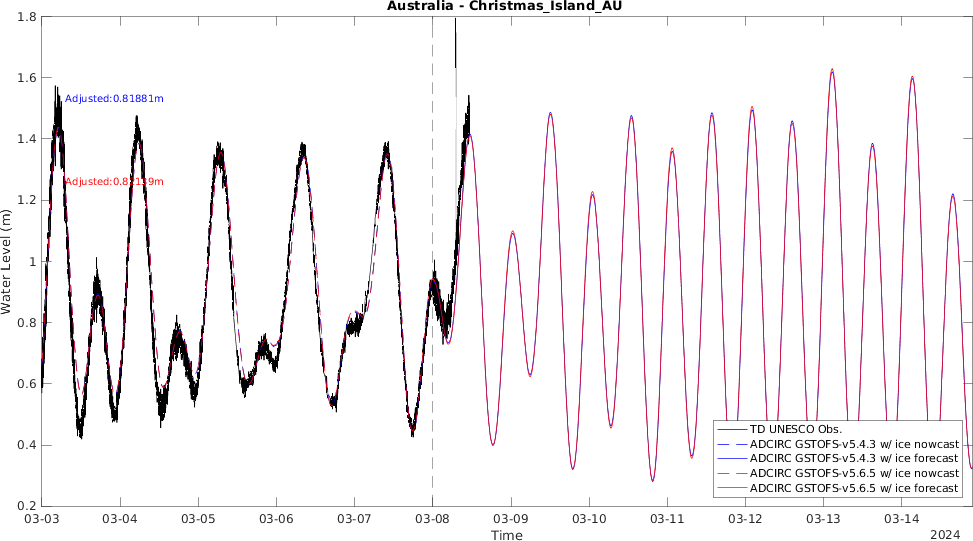 Australia - Christmas_Island_AU
1.8
1.6
1.4
1.2
1
0.8
0.6
0.4
0.2
Water Level (m)
Adjusted:0.81881m
TD UNESCO Obs.
ADCIRC GSTOFS-v5.4.3 w/ ice nowcast
ADCIRC GSTOFS-v5.4.3 w/ ice forecast
ADCIRC GSTOFS-v5.6.5 w/ ice nowcast
ADCIRC GSTOFS-v5.6.5 w/ ice forecast
03-03 03-04 03-05 03-06 03-07 03-08 03-09 03-10 03-11 03-12 03-13 03-14
Time
2024